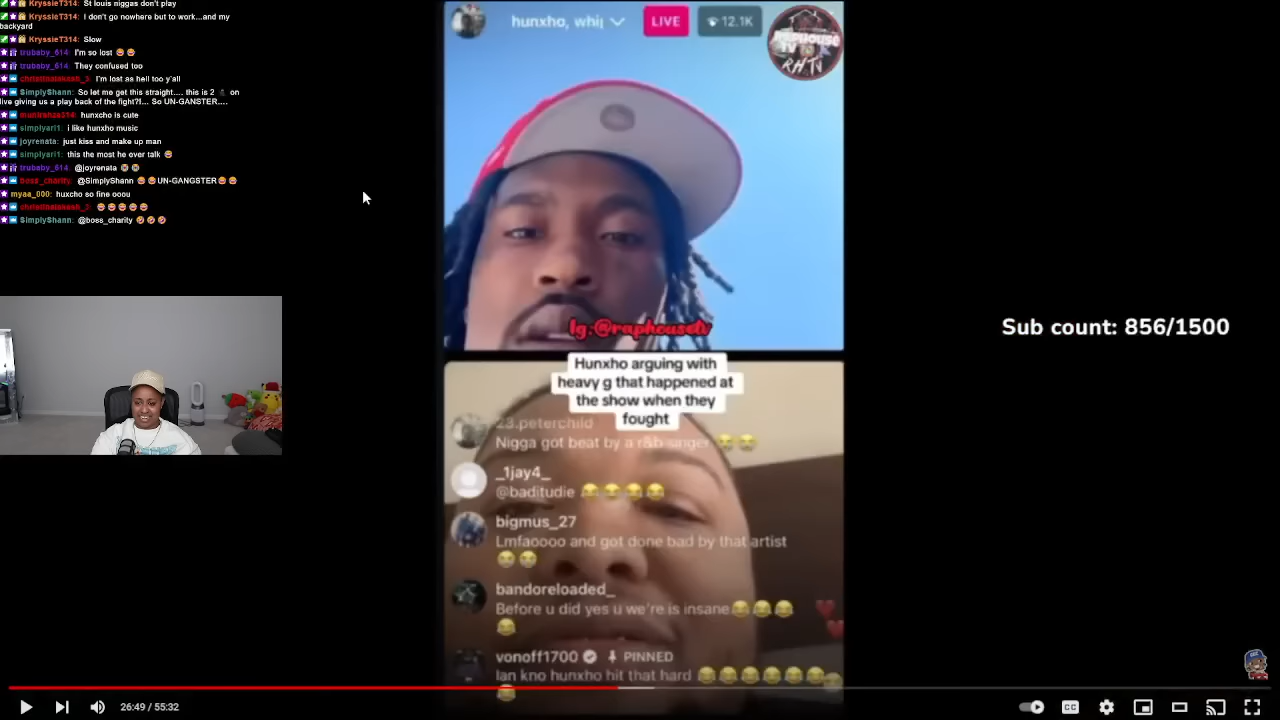 KryssieT314: St louis niggas don't play
KryssieT314: I don't go nowhere but to work...and my
backyard
KryssieT314: Slow
trubaby_614: I'm so lost
trubaby_614: They confused too
I'm lost as hell too y'all
SimplyShann: So let me get this straight.... this is 2 on
live giving us a play back of the fight?!... So UN-GANSTER....
hunxcho is cute
simplyari1: i like hunxho music
joyrenata: just kiss and make up man
simplyari1: this the most he over talk
trubaby_614: @joyrenata
boss_charity: @SimplyShann UN-GANGSTER
myaa_000: huxcho so fine ooou
SimplyShann: @boss_charity
hunxho, whi
LIVE
12.1K
RAPHOUSE
TV
RHTV
Ig:@raphousetv
Hunxho arguing with
heavy g that happened at
the show when they
fought
23.peterchild
Nigga got beat by a r&b singer
_1jay4_
@baditudie
bigmus_27
Lmfaoooo and got done bad by that artist
bandoreloaded_
Before u did yes u we're is insane
vonoff1700 PINNED
Ian kno hunxho hit that hard
Sub count: 856/1500
26:49 / 55:32
CC